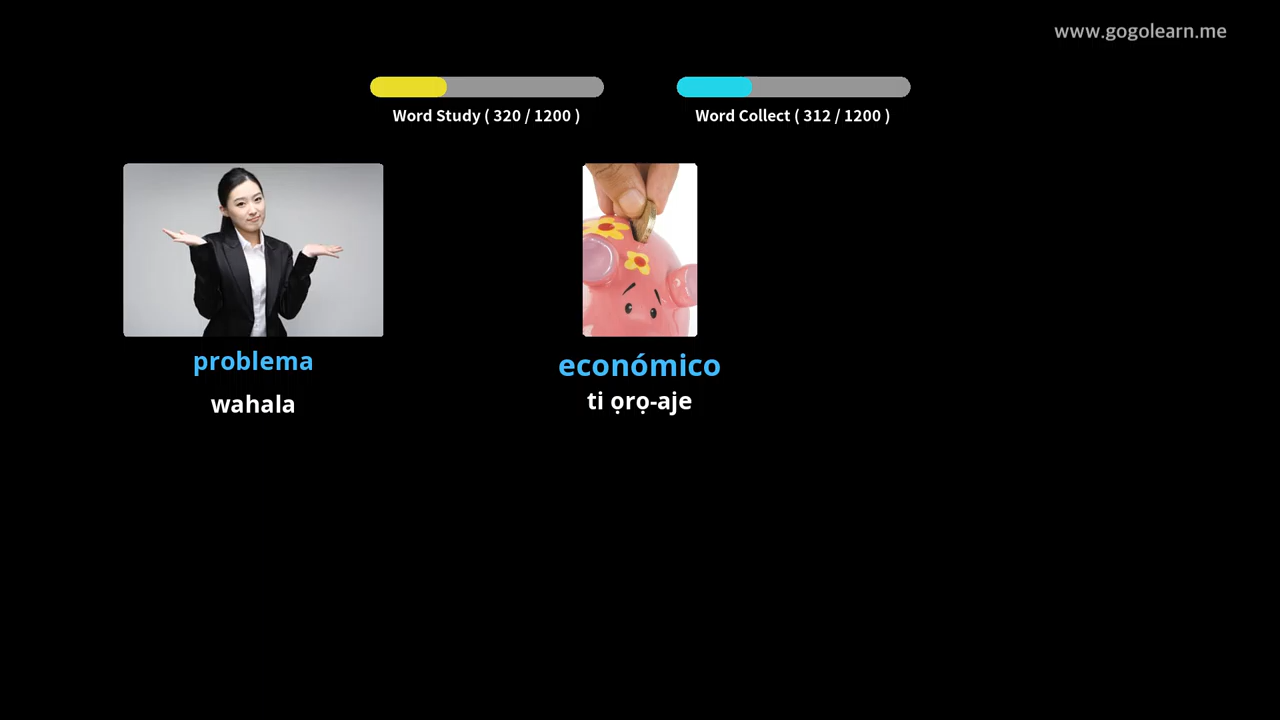 www.gogolearn.me
Word Study ( 320 / 1200 )
Word Collect ( 312 / 1200 )
problema
wahala
económico
ti ọrọ-aje